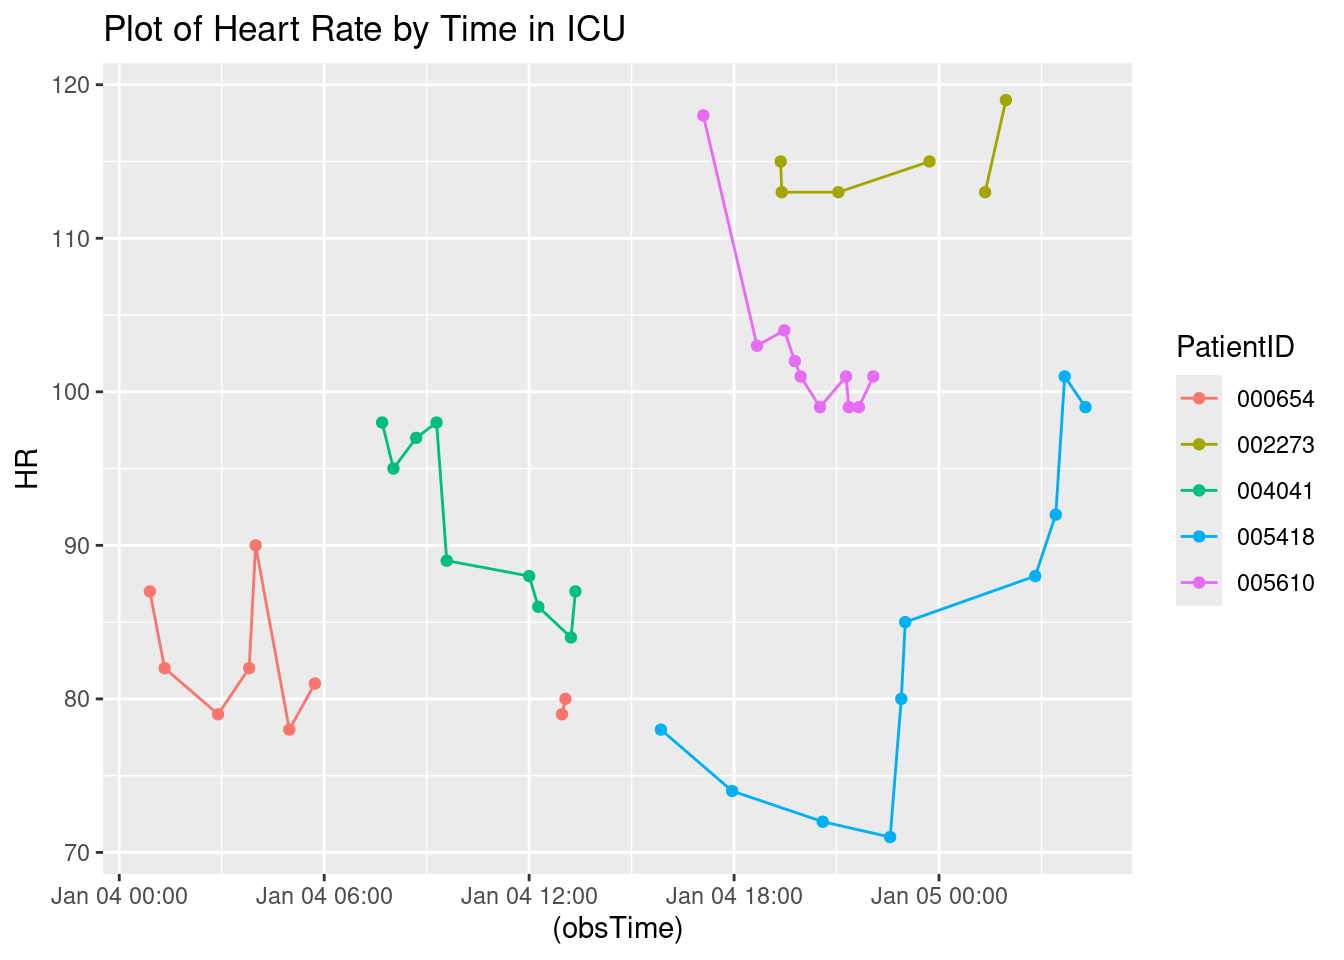 Plot of Heart Rate by Time in ICU
120
110
100
90
80
70
HR
Jan 04 00:00 Jan 04 06:00 Jan 04 12:00 Jan 04 18:00 Jan 05 00:00
(obsTime)
PatientID
000654
002273
004041
005418
005610